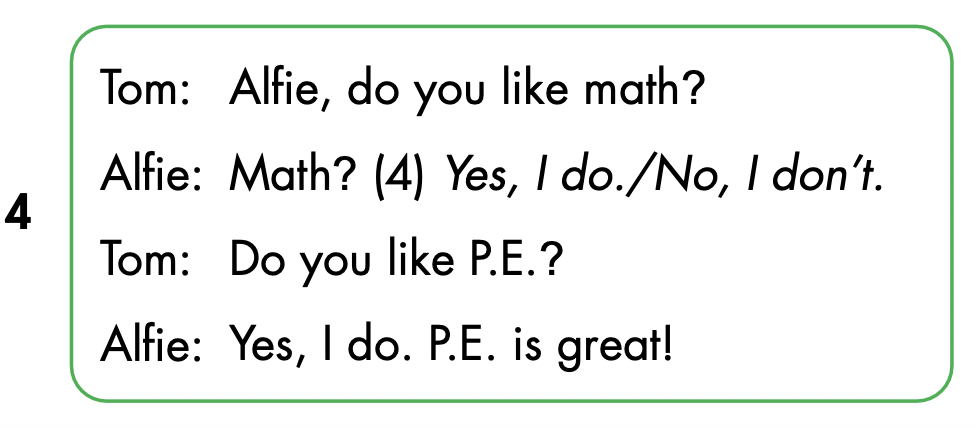 Tom: Alfie, do you like math?
Alfie: Math? (4) Yes, I do./No, I don't.
4
Tom: Do you like P.E.?
Alfie: Yes, I do. P.E. is great!